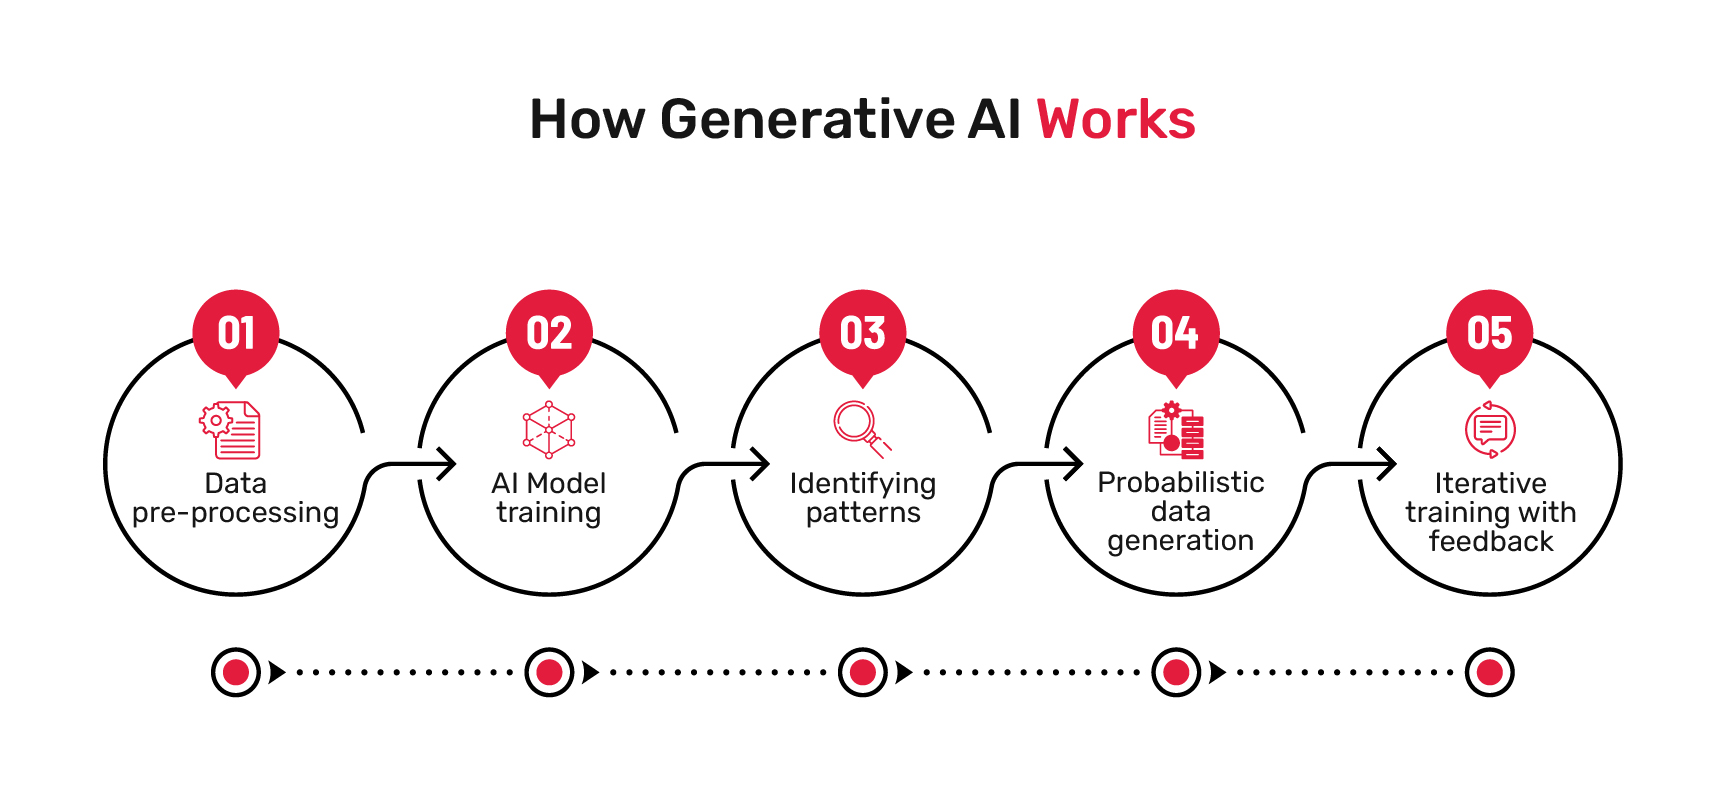 How Generative AI Works
01
Data
pre-processing
02
AI Model
training
03
Identifying
patterns
04
Probabilistic
data
generation
05
Iterative
training with
feedback